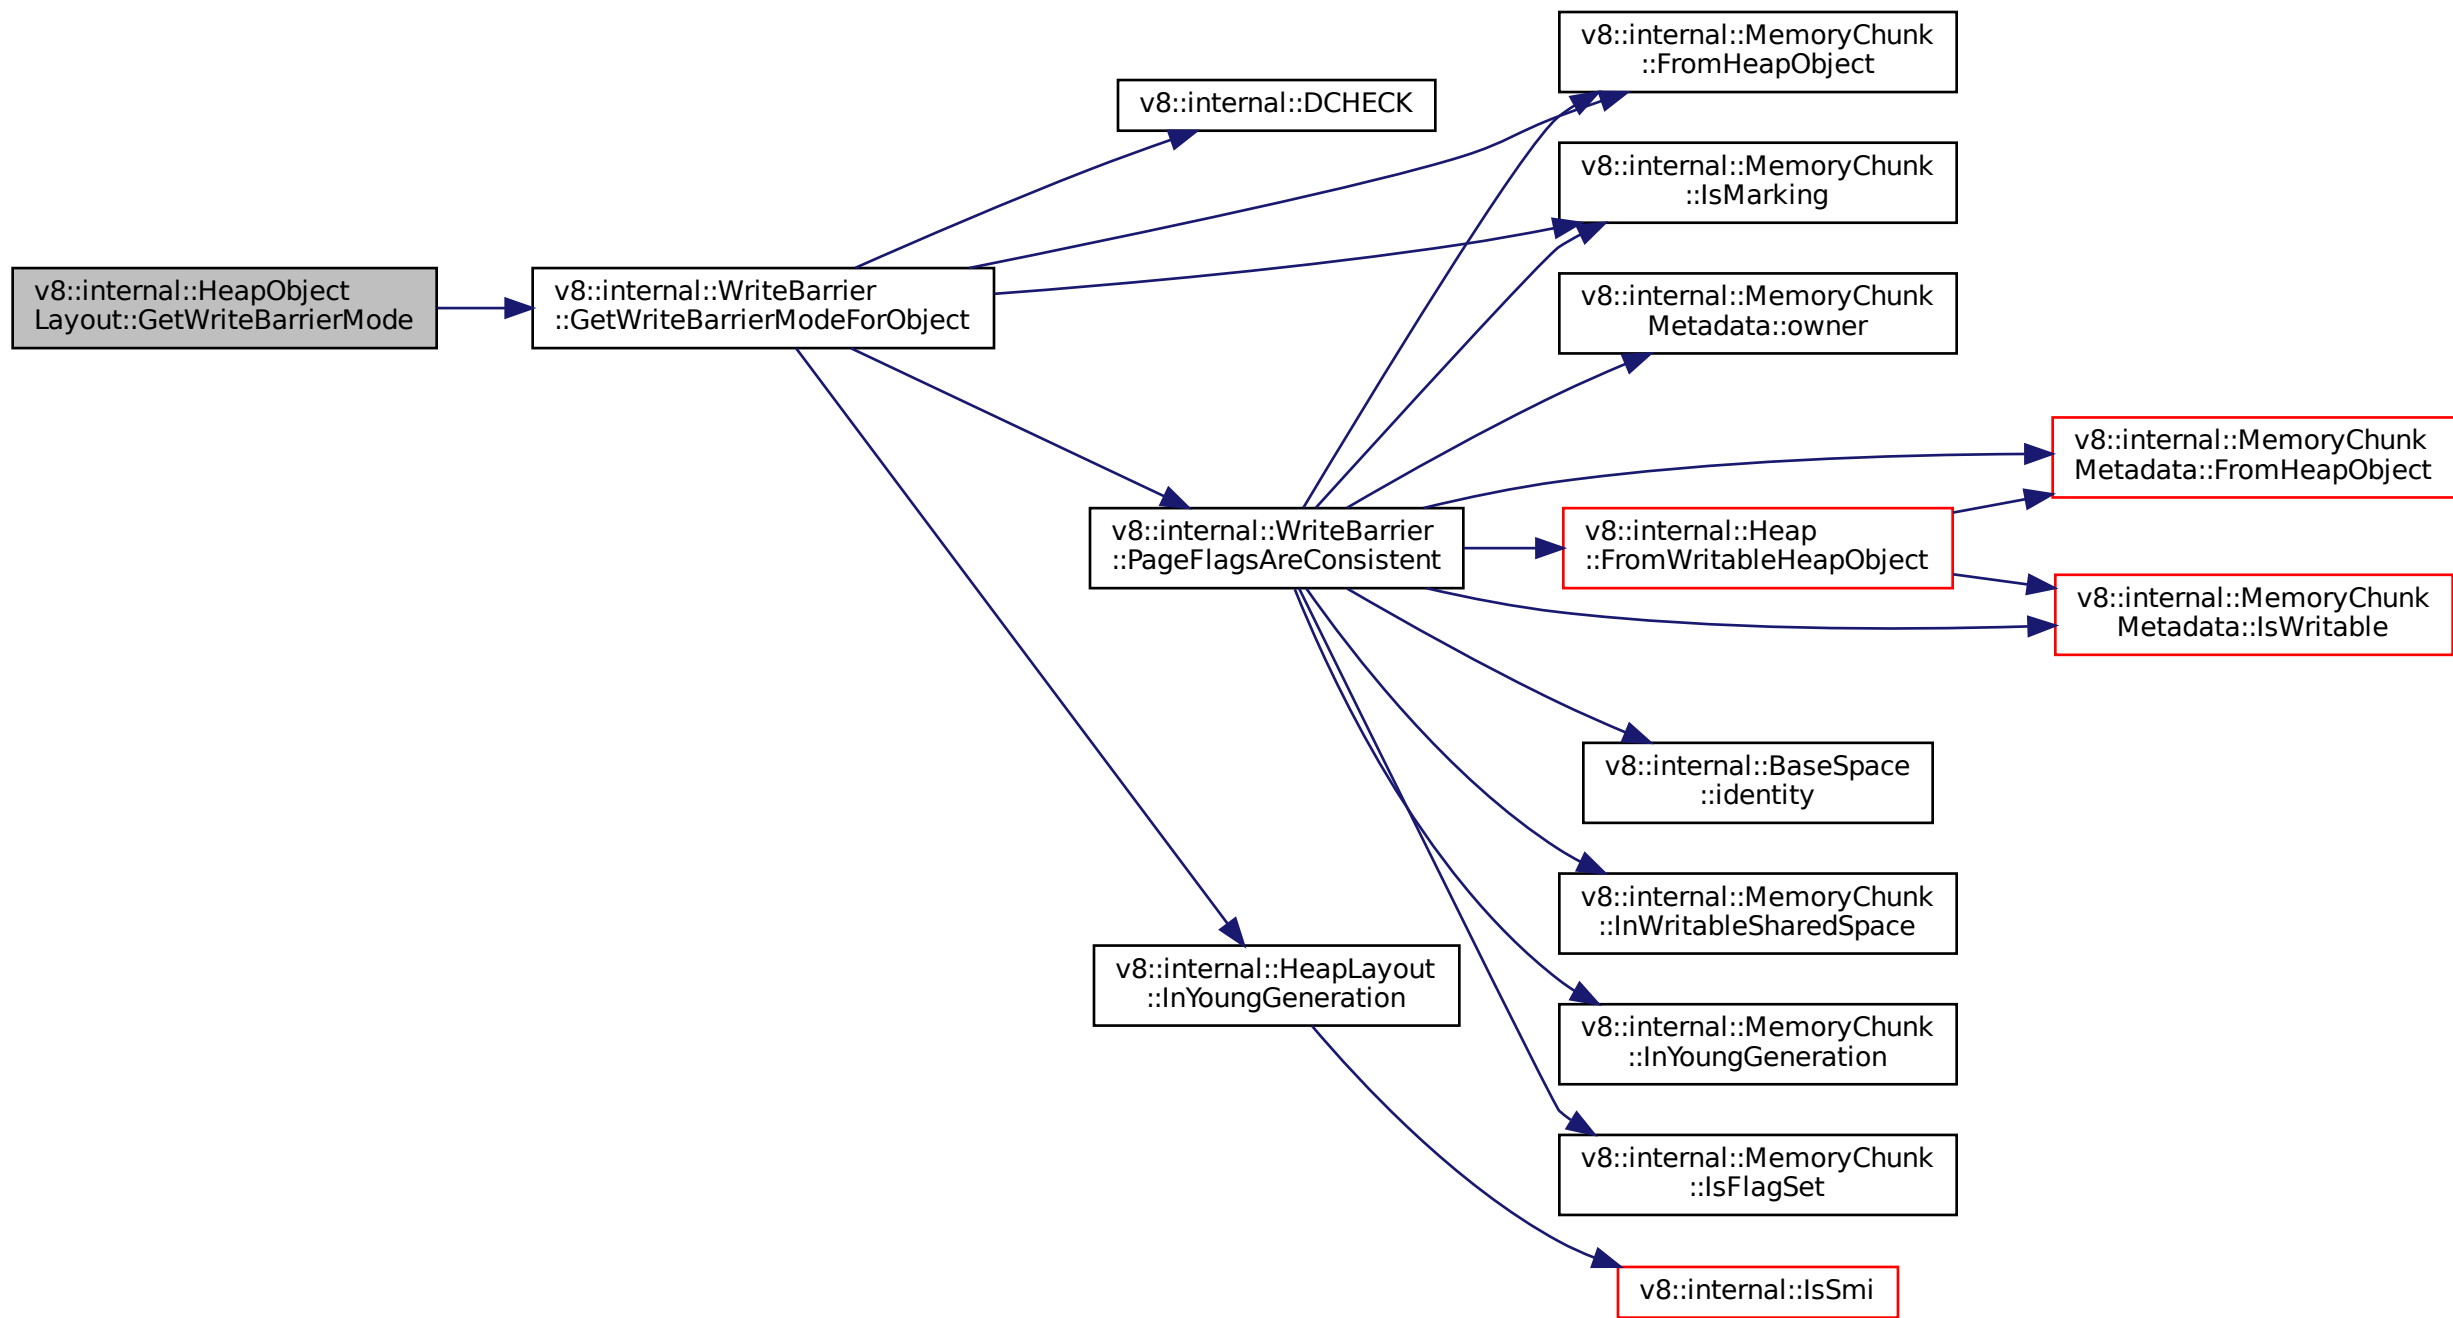 v8::internal::HeapObject
Layout::GetWriteBarrierMode
v8::internal::WriteBarrier
::GetWriteBarrierModeForObject
v8::internal::DCHECK
v8::internal::MemoryChunk
::FromHeapObject
v8::internal::MemoryChunk
::IsMarking
v8::internal::WriteBarrier
::PageFlagsAreConsistent
v8::internal::MemoryChunk
Metadata::owner
v8::internal::MemoryChunk
Metadata::FromHeapObject
v8::internal::Heap
::FromWritableHeapObject
v8::internal::MemoryChunk
Metadata::IsWritable
v8::internal::BaseSpace
::identity
v8::internal::MemoryChunk
::InWritableSharedSpace
v8::internal::MemoryChunk
::InYoungGeneration
v8::internal::MemoryChunk
::IsFlagSet
v8::internal::HeapLayout
::InYoungGeneration
v8::internal::IsSmi